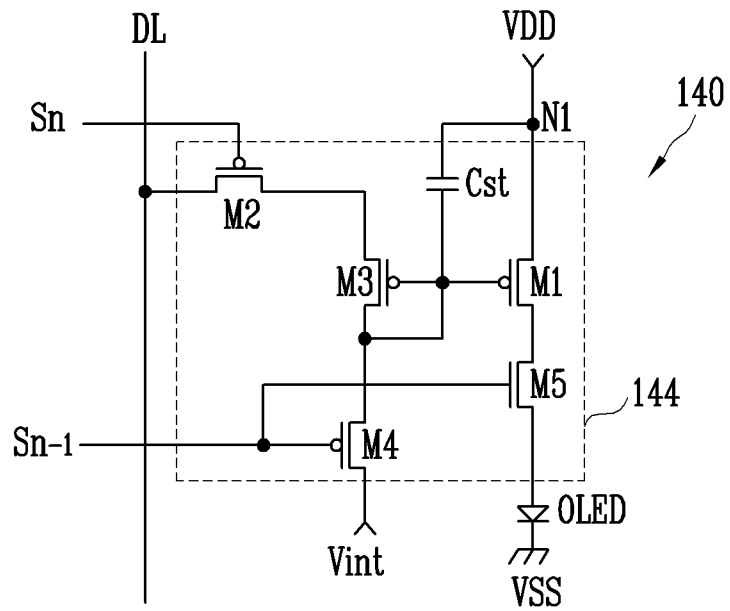 DL
VDD
140
Sn
N1
Cst
M2
M3
M1
M5
144
Sn-1
M4
OLED
Vint
VSS